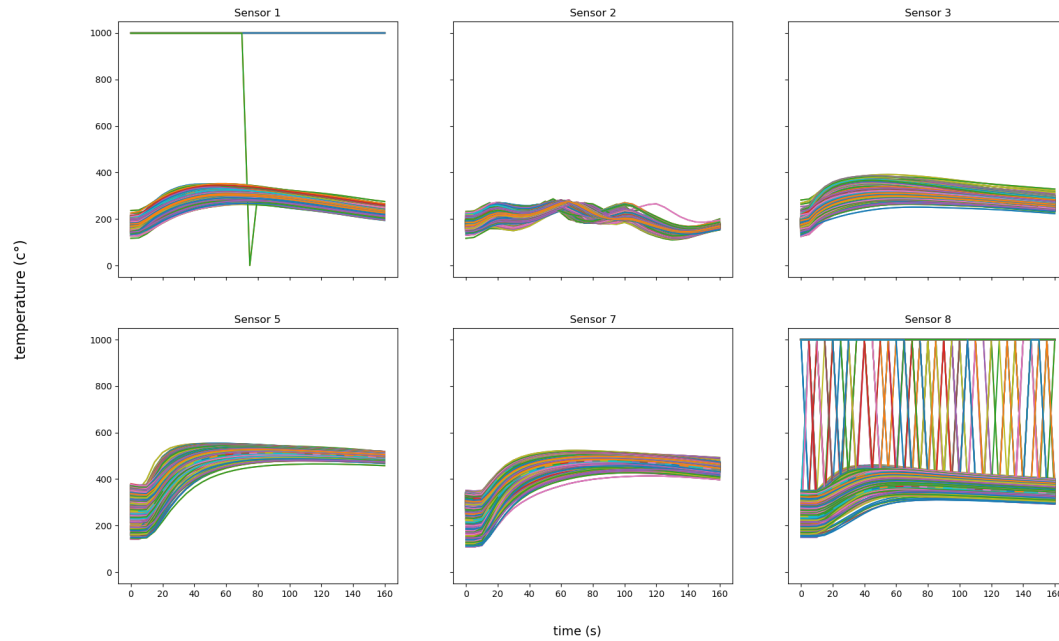 Sensor 1
Sensor 2
Sensor 3
1000
800
600
400
200
0
temperature (c°)
Sensor 5
Sensor 7
Sensor 8
1000
800
600
400
200
0
0 20 40 60 80 100 120 140 160
0 20 40 60 80 100 120 140 160
0 20 40 60 80 100 120 140 160
time (s)